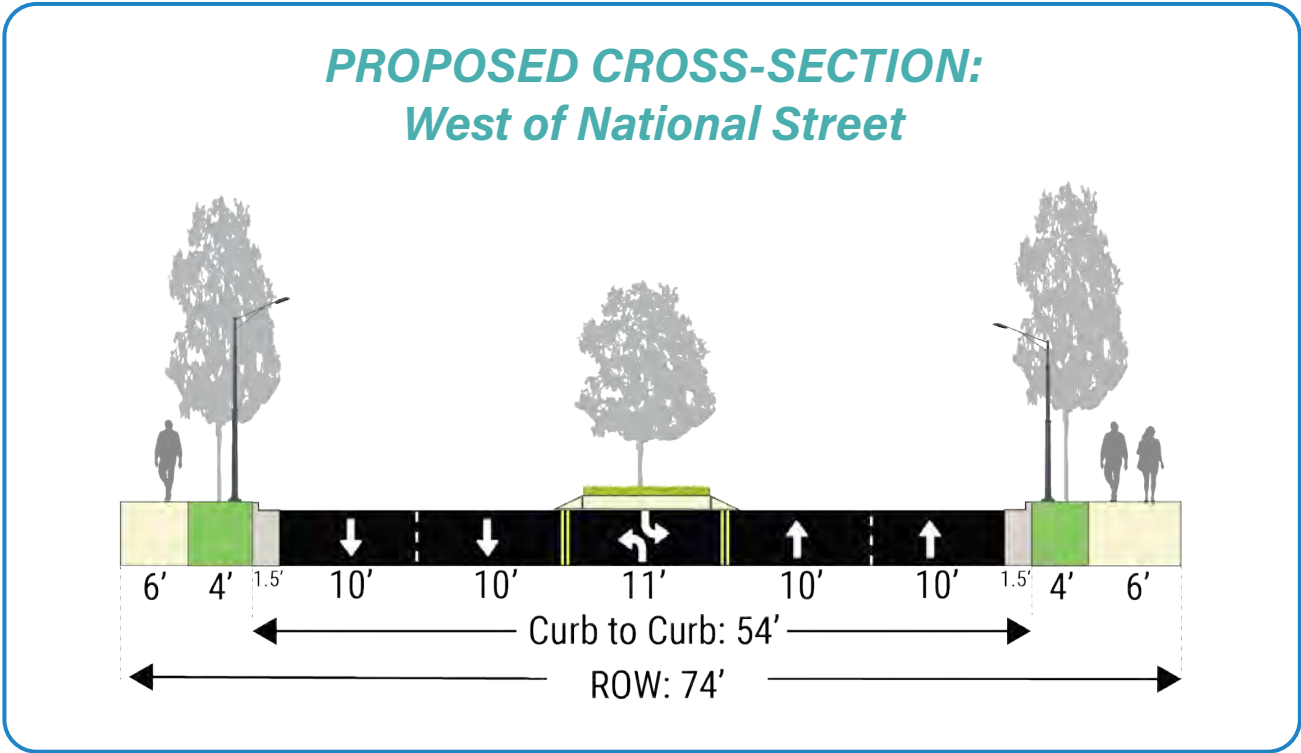 PROPOSED CROSS-SECTION:
West of National Street
6’ 4’ 1.5’ 10’ 10’ 11’ 10’ 10’ 1.5’ 4’ 6’
Curb to Curb: 54’
ROW: 74’